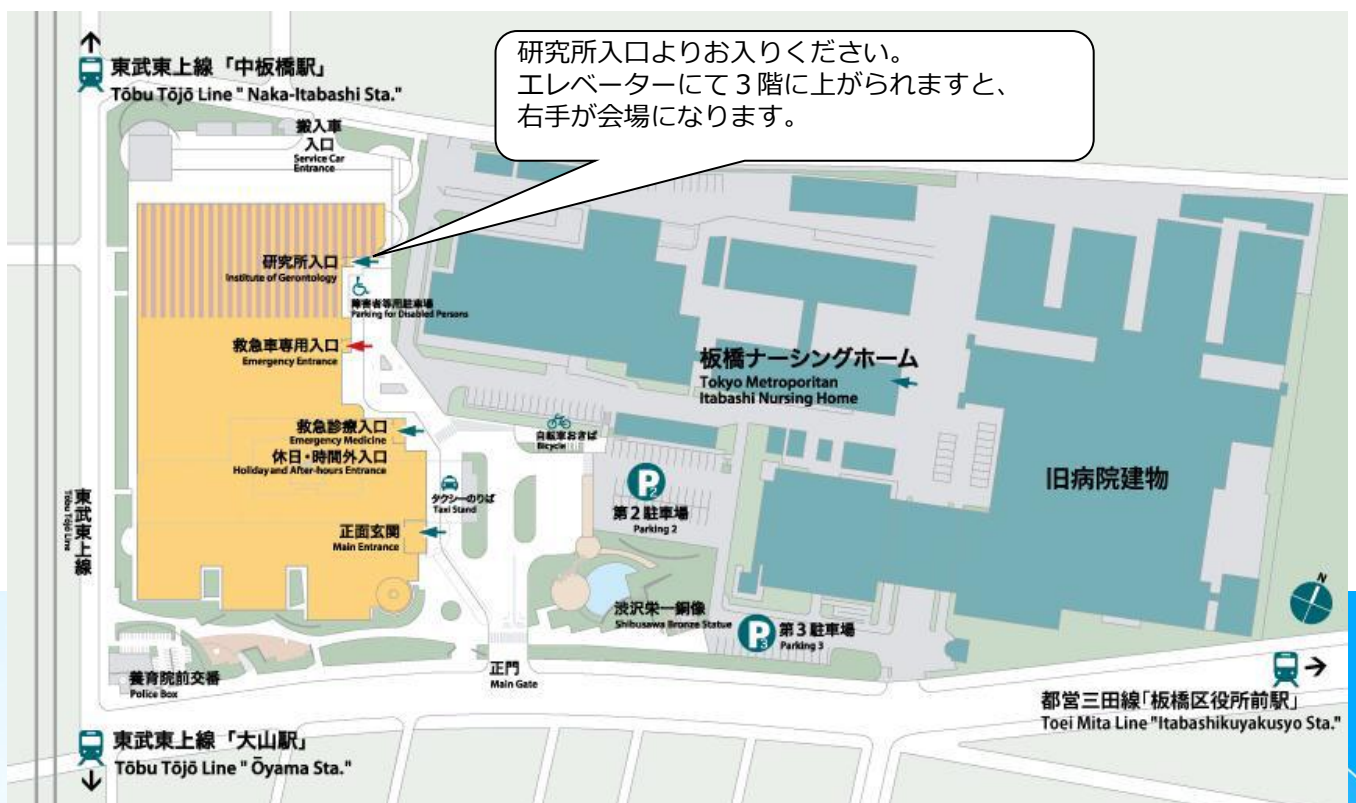 東武東上線「中板橋駅」
Tōbu Tōjō Line " Naka-Itabashi Sta."
研究所入口よりお入りください。
エレベーターにて３階に上がられますと、
右手が会場になります。
搬入車
入口
Service Car
Entrance
研究所入口
Institute of Gerontology
障害者等用駐車場
Parking for Disabled Persons
救急車専用入口
Emergency Entrance
板橋ナーシングホーム
Tokyo Metroporitan
Itabashi Nursing Home
救急診療入口
Emergency Medicine
休日・時間外入口
Holiday and After-hours Entrance
自転車おきば
Bicycle
タクシーのりば
Taxi Stand
P2
第２駐車場
Parking 2
旧病院建物
東武東上線
Tōbu Tōjō Line
正面玄関
Main Entrance
渋沢栄一銅像
Shibusawa Bronze Statue
P3
第３駐車場
Parking 3
N
養育院前交番
Police Box
正門
Main Gate
都営三田線「板橋区役所前駅」
Toei Mita Line "Itabashikuyakusyo Sta."
東武東上線「大山駅」
Tōbu Tōjō Line " Ōyama Sta."